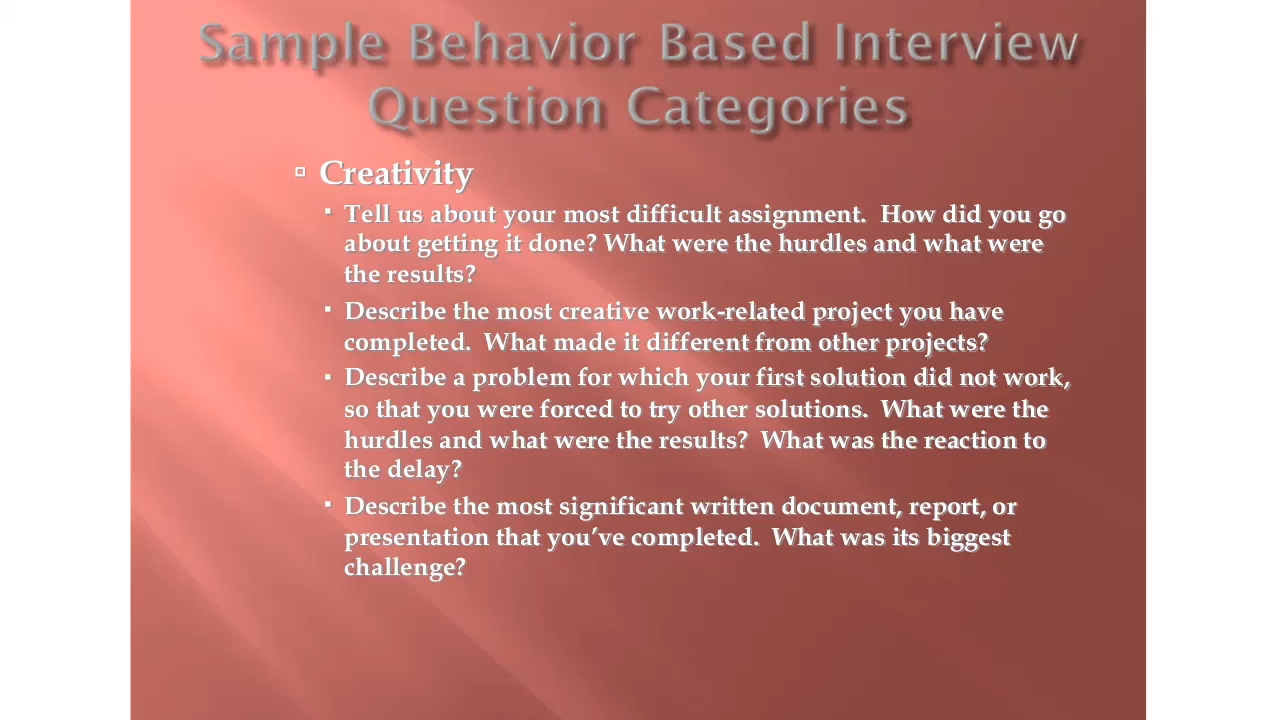 Sample Behavior Based Interview
Question Categories
Creativity
Tell us about your most difficult assignment.  How did you go
about getting it done? What were the hurdles and what were
the results?
Describe the most creative work-related project you have
completed.  What made it different from other projects?
Describe a problem for which your first solution did not work,
so that you were forced to try other solutions.  What were the
hurdles and what were the results?  What was the reaction to
the delay?
Describe the most significant written document, report, or
presentation that you’ve completed.  What was its biggest
challenge?